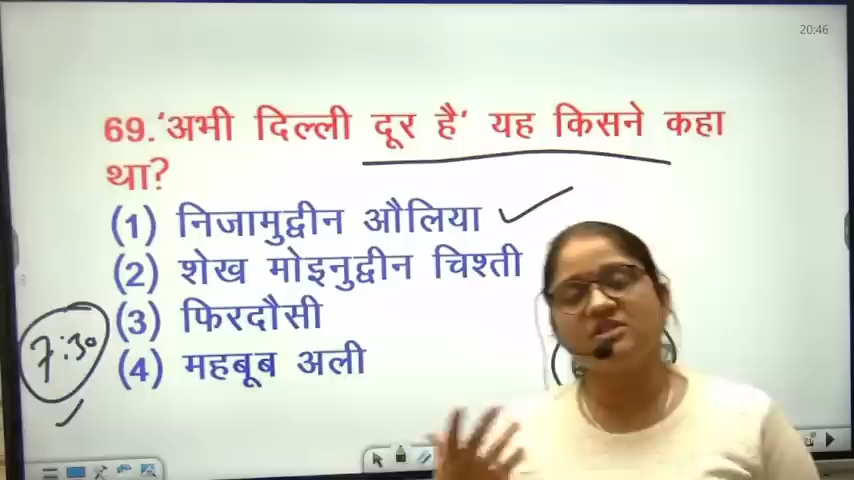 20:46
69.‘अभी दिल्ली दूर है’ यह किसने कहा
था?
(1) निजामुद्वीन औलिया
(2) शेख मोइनुद्वीन चिश्ती
(3) फिरदौसी
(4) महबूब अली
7:30